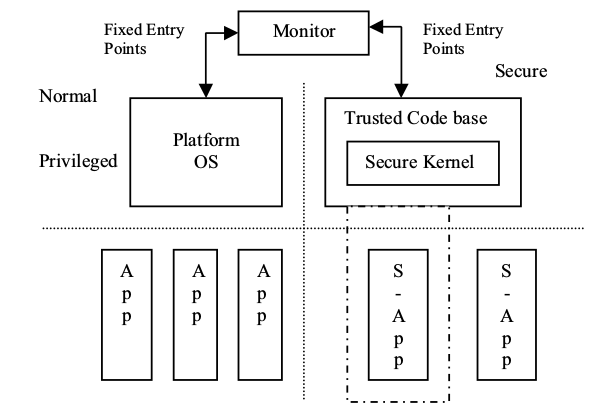 Fixed Entry
Points
Monitor
Fixed Entry
Points
Secure
Normal
Trusted Code base
Platform
OS
Privileged
Secure Kernel
A
p
p
A
p
p
A
p
p
S
-
A
p
p
S
-
A
p
p